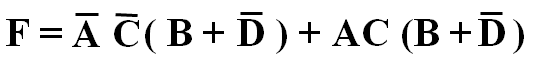 F = A̅ C̅( B + D̅ ) + AC (B +D̅ )